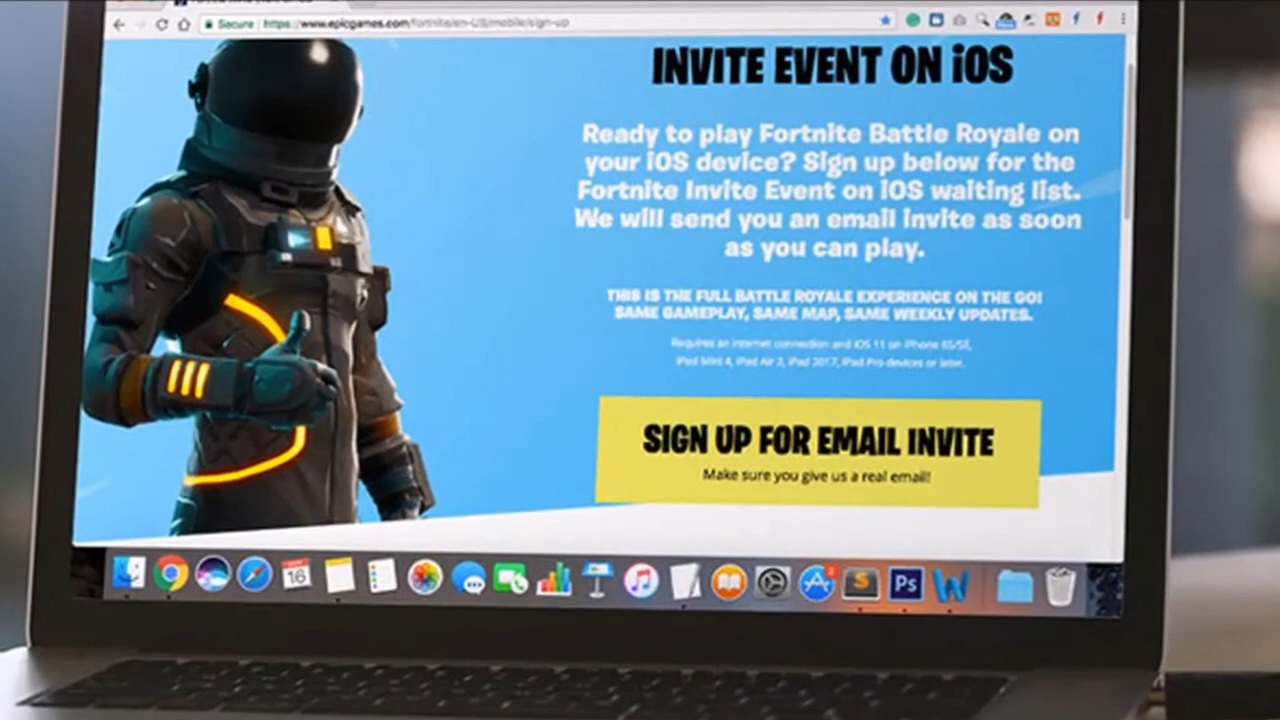 Secure
https://www.epicgames.com/fortnite/en-US/mobile/sign-up
INVITE EVENT ON iOS
Ready to play Fortnite Battle Royale on
your iOS device? Sign up below for the
Fortnite Invite Event on iOS waiting list.
We will send you an email invite as soon
as you can play.
THIS IS THE FULL BATTLE ROYALE EXPERIENCE ON THE GO!
SAME GAMEPLAY, SAME MAP, SAME WEEKLY UPDATES.
Requires an internet connection and iOS 11 on iPhone 6S/SE,
iPad Mini 4, iPad Air 2, iPad 2017, iPad Pro devices or later.
SIGN UP FOR EMAIL INVITE
Make sure you give us a real email!
16
2
S
Ps
W